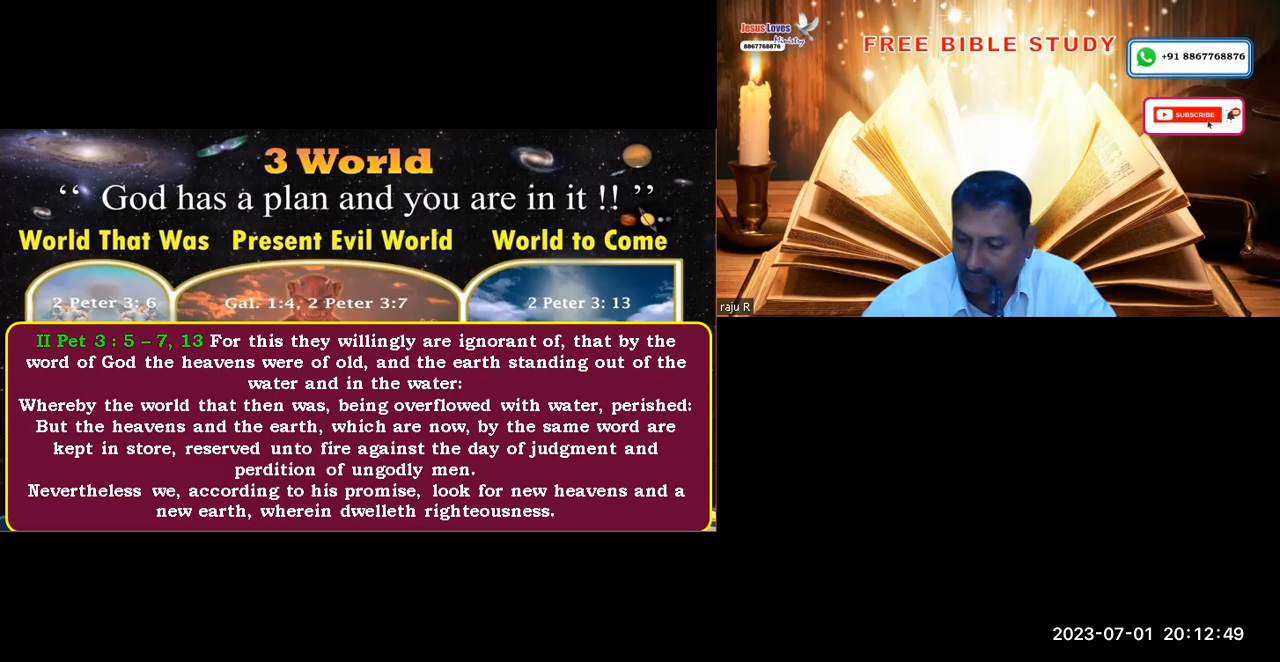 3 World
“ God has a plan and you are in it !! ”
World That Was Present Evil World World to Come
2 Peter 3: 6 Gal. 1:4, 2 Peter 3:7 2 Peter 3: 13
II Pet 3 : 5 – 7, 13 For this they willingly are ignorant of, that by the
word of God the heavens were of old, and the earth standing out of the
water and in the water:
Whereby the world that then was, being overflowed with water, perished:
But the heavens and the earth, which are now, by the same word are
kept in store, reserved unto fire against the day of judgment and
perdition of ungodly men.
Nevertheless we, according to his promise, look for new heavens and a
new earth, wherein dwelleth righteousness.
Jesus Loves
Ministry
8867768876
FREE BIBLE STUDY
+91 8867768876
SUBSCRIBE
raju R
2023-07-01 20:12:49